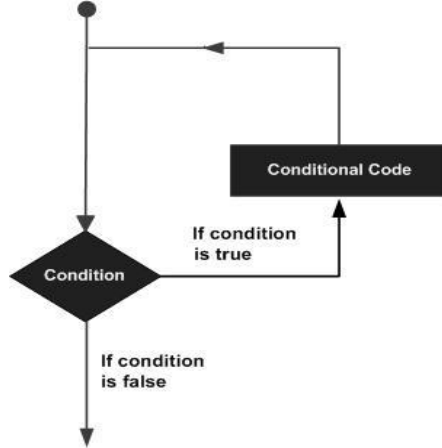 Conditional Code
If condition
is true
Condition
If condition
is false